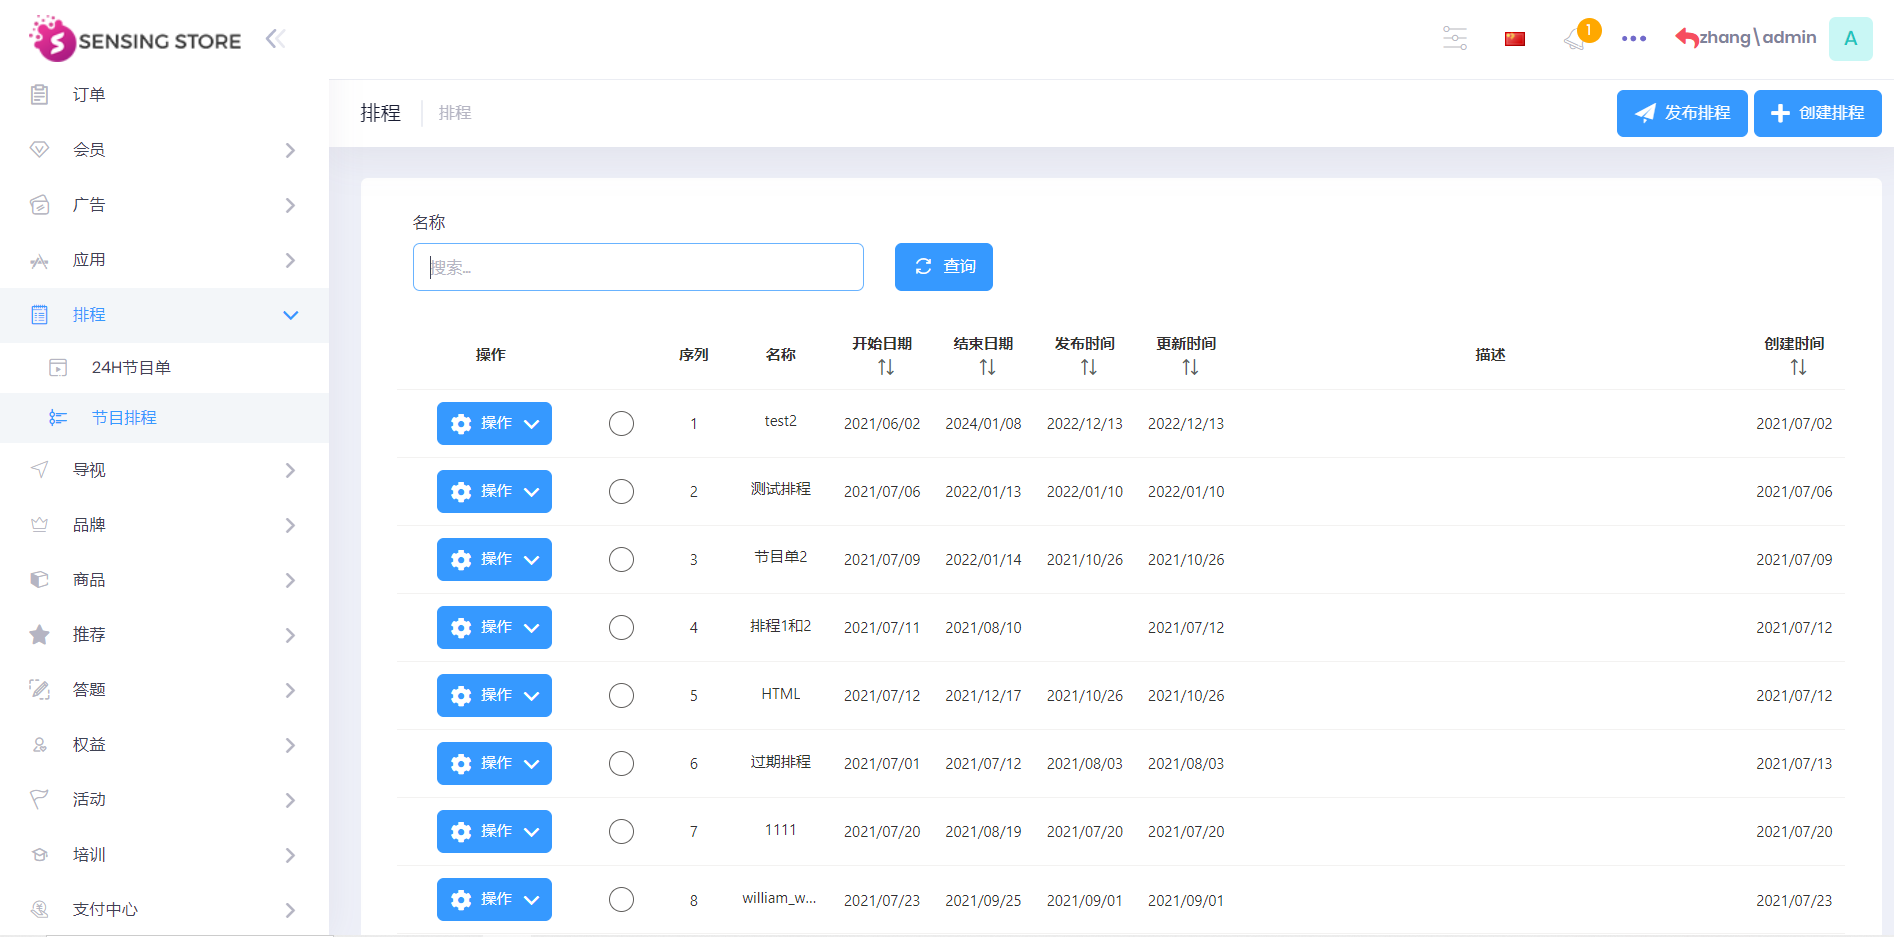 SENSING STORE
1
zhang\admin
A
订单
会员
广告
应用
排程
24H节目单
节目排程
导视
品牌
商品
推荐
答题
权益
活动
培训
支付中心
排程 排程
发布排程 创建排程
名称
搜索... 查询
操作 序列 名称 开始日期 结束日期 发布时间 更新时间 描述 创建时间
操作 1 test2 2021/06/02 2024/01/08 2022/12/13 2022/12/13 2021/07/02
操作 2 测试排程 2021/07/06 2022/01/13 2022/01/10 2022/01/10 2021/07/06
操作 3 节目单2 2021/07/09 2022/01/14 2021/10/26 2021/10/26 2021/07/09
操作 4 排程1和2 2021/07/11 2021/08/10 2021/07/12 2021/07/12
操作 5 HTML 2021/07/12 2021/12/17 2021/10/26 2021/10/26 2021/07/12
操作 6 过期排程 2021/07/01 2021/07/12 2021/08/03 2021/08/03 2021/07/13
操作 7 1111 2021/07/20 2021/08/19 2021/07/20 2021/07/20 2021/07/20
操作 8 william_w... 2021/07/23 2021/09/25 2021/09/01 2021/09/01 2021/07/23